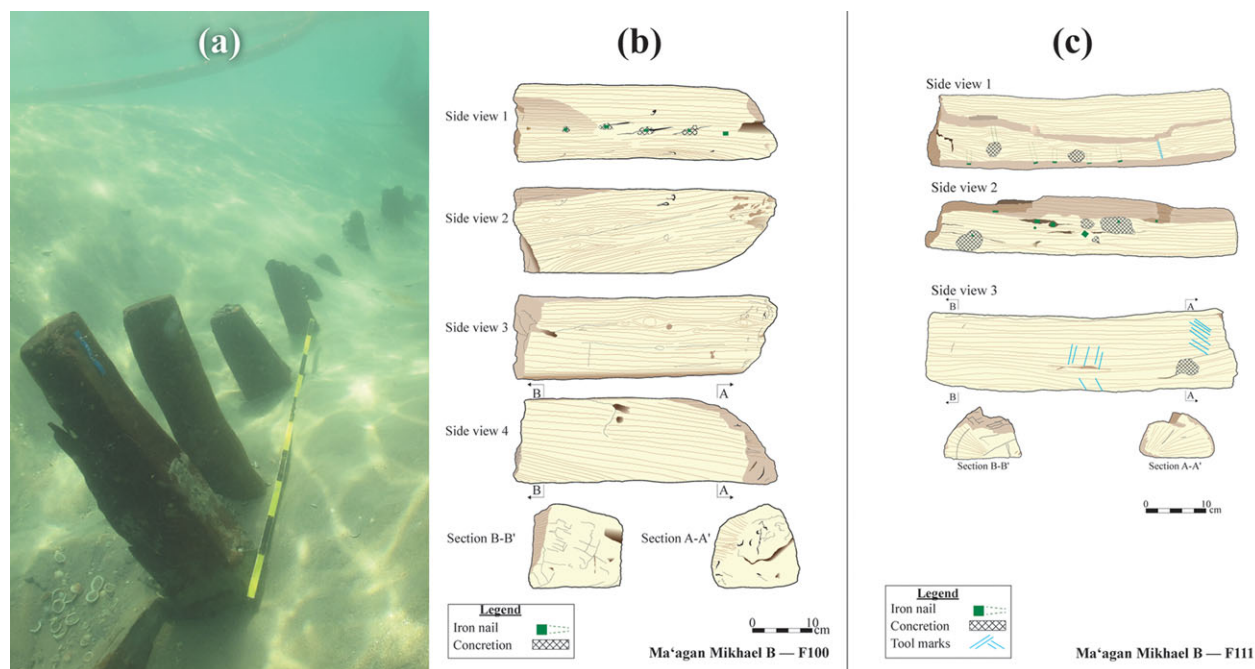 (a)
(b)
Side view 1
Side view 2
Side view 3
B
A
Side view 4
B
A
Section B-B'
Section A-A'
Legend
Iron nail
Concretion
0 10
cm
Ma‘agan Mikhael B — F100
(c)
Side view 1
Side view 2
Side view 3
B
A
B
A
Section B-B'
Section A-A'
0 10
cm
Legend
Iron nail
Concretion
Tool marks
Ma‘agan Mikhael B — F111